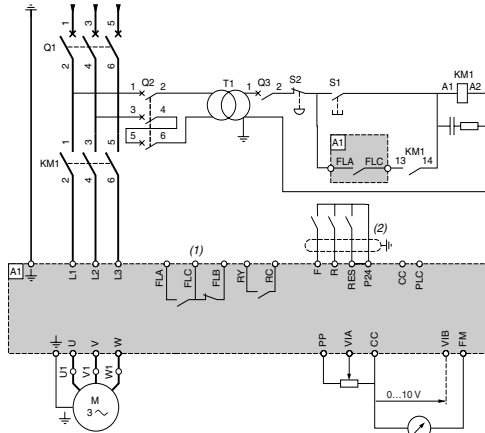 1 3 5
Q1
2 4 6
Q2
1 2
3 4
5 6
T1
Q3
1 2
S2
S1
KM1
A1 A2
A1
FLA FLC
KM1
13 14
1 3 5
KM1
2 4 6
(1)
(2)
A1
L1 L2 L3
FLA FLC FLB RY RC
F R RES P24 CC PLC
U V W
U1 V1 W1
M
3
PP VIA CC VIB FM
0...10 V